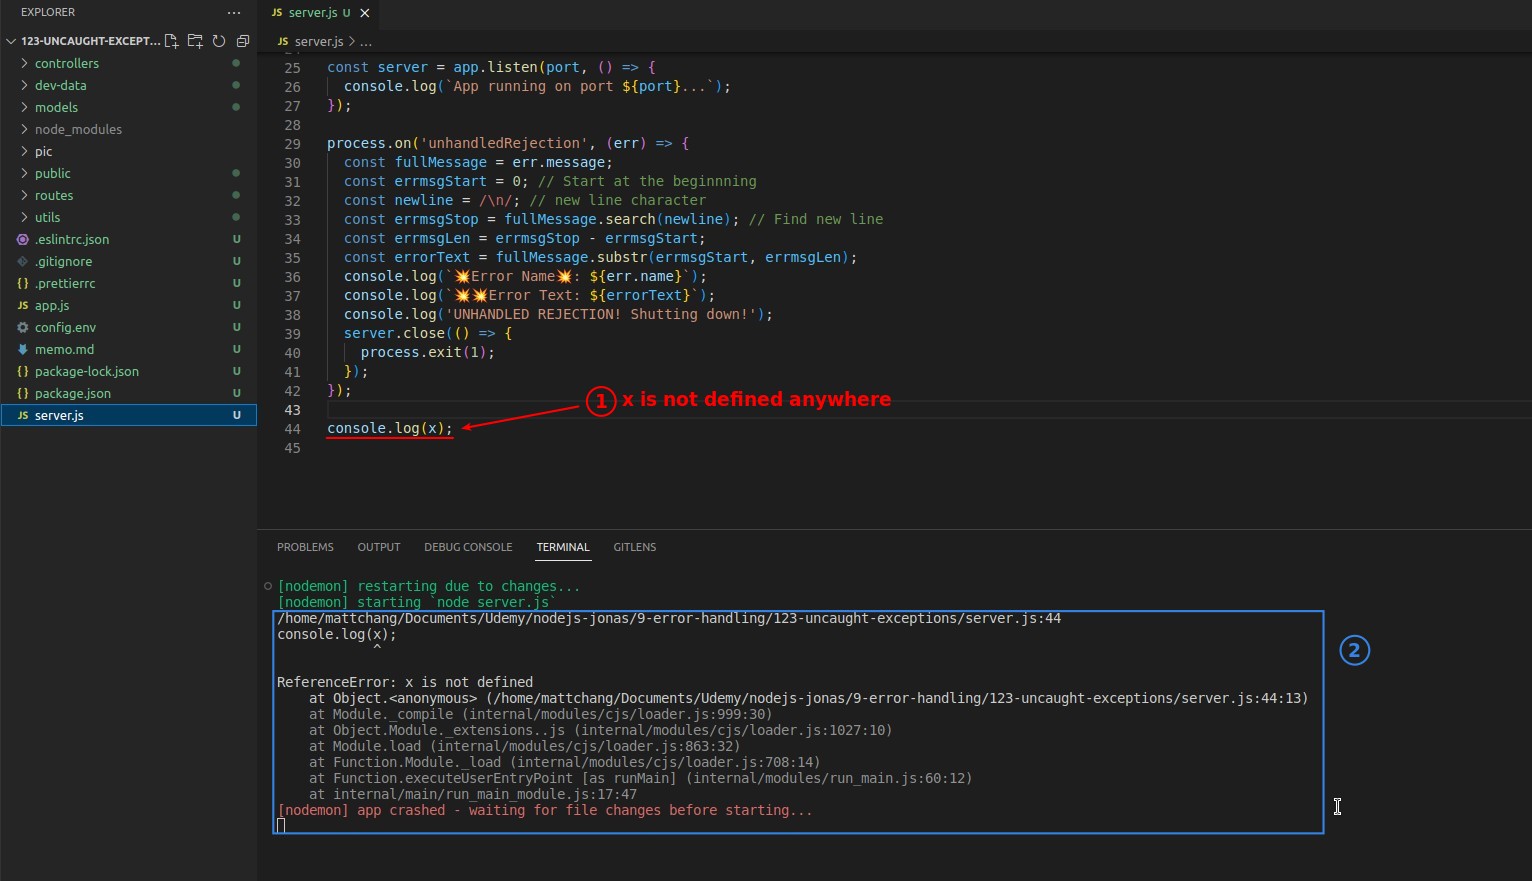 EXPLORER
123-UNCAUGHT-EXCEPT...
controllers
dev-data
models
node_modules
pic
public
routes
utils
.eslintrc.json U
.gitignore U
.prettierrc U
JS app.js U
config.env U
memo.md U
package-lock.json U
package.json U
JS server.js U
JS server.js U
JS server.js > ...
25 const server = app.listen(port, () => {
26 console.log(`App running on port ${port}...`);
27 });
28
29 process.on('unhandledRejection', (err) => {
30 const fullMessage = err.message;
31 const errmsgStart = 0; // Start at the beginnning
32 const newline = /\n/; // new line character
33 const errmsgStop = fullMessage.search(newline); // Find new line
34 const errmsgLen = errmsgStop - errmsgStart;
35 const errorText = fullMessage.substr(errmsgStart, errmsgLen);
36 console.log(`💥Error Name💥: ${err.name}`);
37 console.log(`💥💥Error Text: ${errorText}`);
38 console.log('UNHANDLED REJECTION! Shutting down!');
39 server.close(() => {
40 process.exit(1);
41 });
42 });
1 x is not defined anywhere
43
44 console.log(x);
45
PROBLEMS OUTPUT DEBUG CONSOLE TERMINAL GITLENS
[nodemon] restarting due to changes...
[nodemon] starting `node server.js`
/home/mattchang/Documents/Udemy/nodejs-jonas/9-error-handling/123-uncaught-exceptions/server.js:44
console.log(x);
^
2
ReferenceError: x is not defined
at Object.<anonymous> (/home/mattchang/Documents/Udemy/nodejs-jonas/9-error-handling/123-uncaught-exceptions/server.js:44:13)
at Module._compile (internal/modules/cjs/loader.js:999:30)
at Object.Module._extensions..js (internal/modules/cjs/loader.js:1027:10)
at Module.load (internal/modules/cjs/loader.js:863:32)
at Function.Module._load (internal/modules/cjs/loader.js:708:14)
at Function.executeUserEntryPoint [as runMain] (internal/modules/run_main.js:60:12)
at internal/main/run_main_module.js:17:47
[nodemon] app crashed - waiting for file changes before starting...